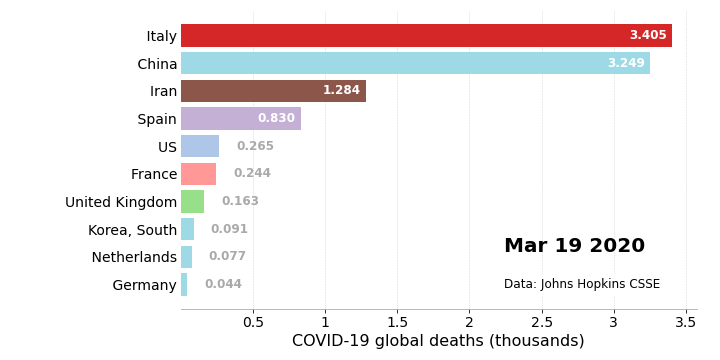 Italy 3.405
China 3.249
Iran 1.284
Spain 0.830
US 0.265
France 0.244
United Kingdom 0.163
Korea, South 0.091
Netherlands 0.077
Germany 0.044
Mar 19 2020
Data: Johns Hopkins CSSE
0.5 1 1.5 2 2.5 3 3.5
COVID-19 global deaths (thousands)